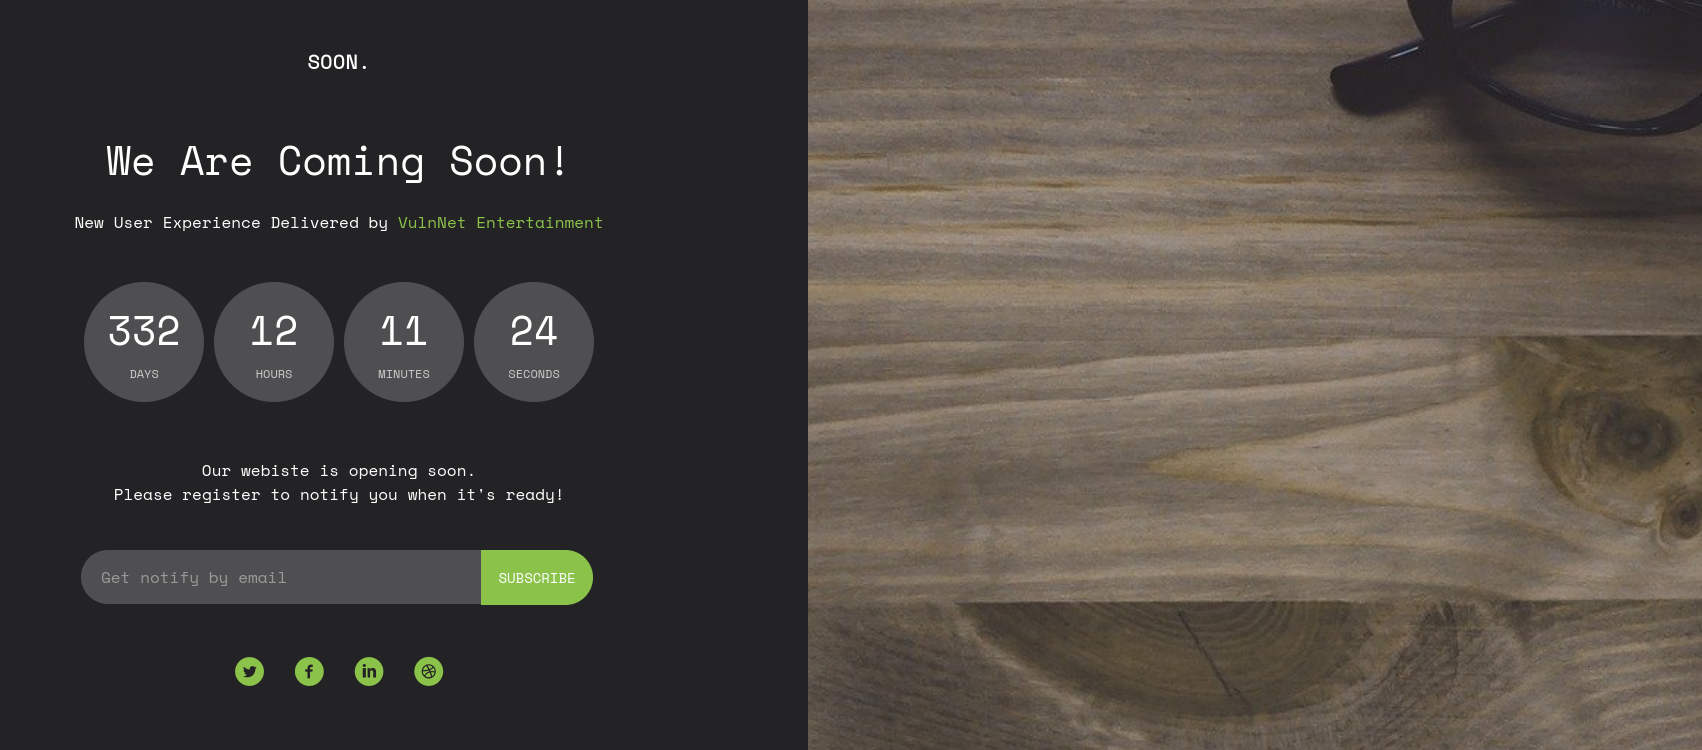 SOON.
We Are Coming Soon!
New User Experience Delivered by VulnNet Entertainment
332 12 11 24
DAYS HOURS MINUTES SECONDS
Our webiste is opening soon.
Please register to notify you when it's ready!
Get notify by email SUBSCRIBE